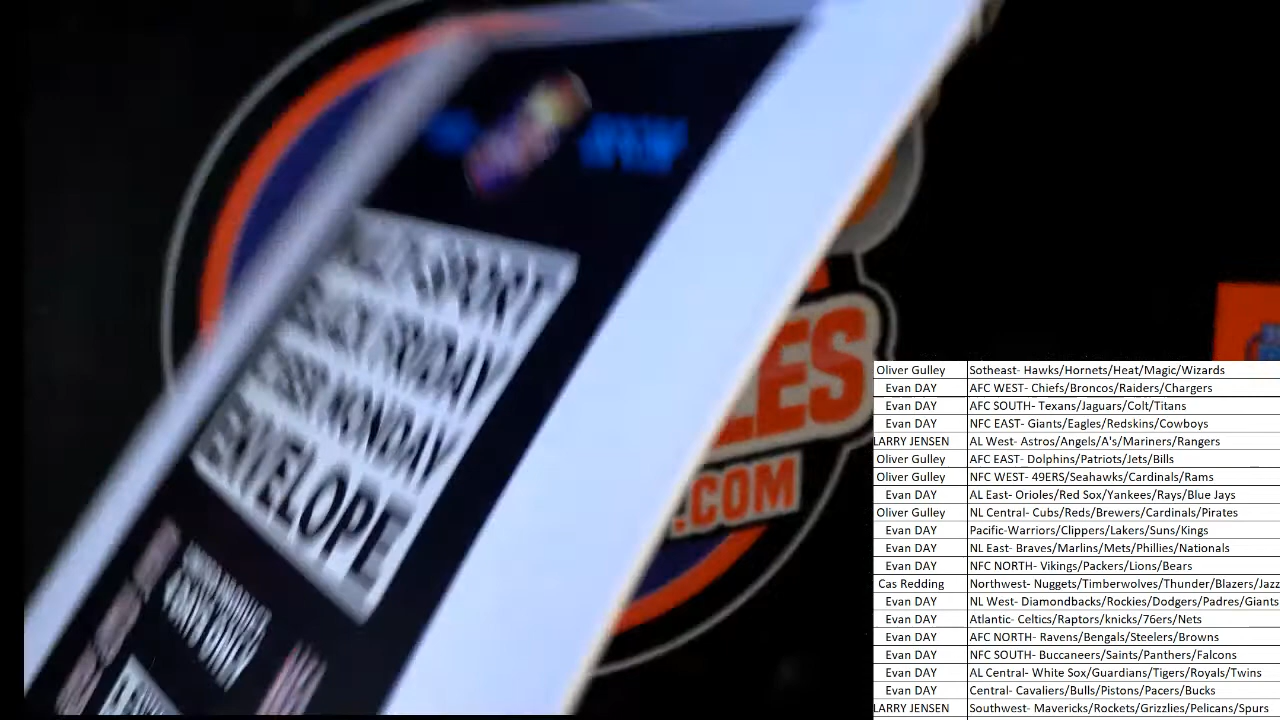 ELOPE
ES
.COM
Oliver Gulley Sotheast- Hawks/Hornets/Heat/Magic/Wizards
Evan DAY AFC WEST- Chiefs/Broncos/Raiders/Chargers
Evan DAY AFC SOUTH- Texans/Jaguars/Colt/Titans
Evan DAY NFC EAST- Giants/Eagles/Redskins/Cowboys
LARRY JENSEN AL West- Astros/Angels/A's/Mariners/Rangers
Oliver Gulley AFC EAST- Dolphins/Patriots/Jets/Bills
Oliver Gulley NFC WEST- 49ERS/Seahawks/Cardinals/Rams
Evan DAY AL East- Orioles/Red Sox/Yankees/Rays/Blue Jays
Oliver Gulley NL Central- Cubs/Reds/Brewers/Cardinals/Pirates
Evan DAY Pacific-Warriors/Clippers/Lakers/Suns/Kings
Evan DAY NL East- Braves/Marlins/Mets/Phillies/Nationals
Evan DAY NFC NORTH- Vikings/Packers/Lions/Bears
Cas Redding Northwest- Nuggets/Timberwolves/Thunder/Blazers/Jazz
Evan DAY NL West- Diamondbacks/Rockies/Dodgers/Padres/Giants
Evan DAY Atlantic- Celtics/Raptors/knicks/76ers/Nets
Evan DAY AFC NORTH- Ravens/Bengals/Steelers/Browns
Evan DAY NFC SOUTH- Buccaneers/Saints/Panthers/Falcons
Evan DAY AL Central- White Sox/Guardians/Tigers/Royals/Twins
Evan DAY Central- Cavaliers/Bulls/Pistons/Pacers/Bucks
LARRY JENSEN Southwest- Mavericks/Rockets/Grizzlies/Pelicans/Spurs